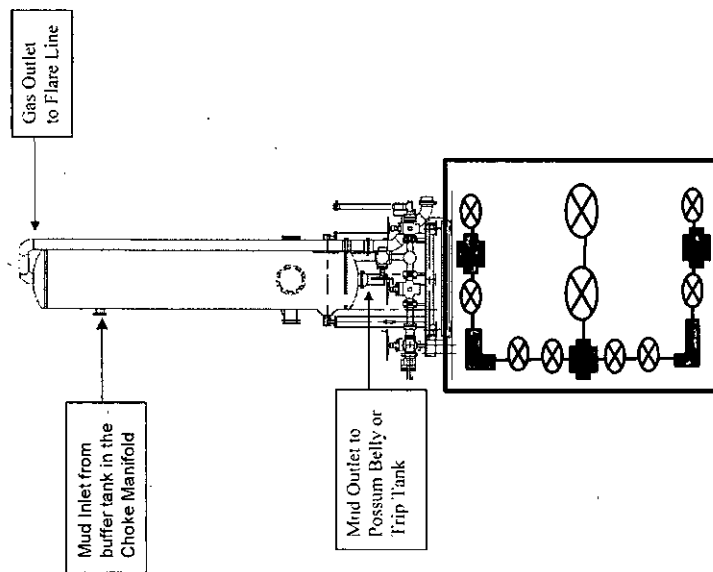 Gas Outlet
to Flare Line
Mud Inlet from
buffer tank in the
Choke Manifold
Mud Outlet to
Possum Belly or
Trip Tank